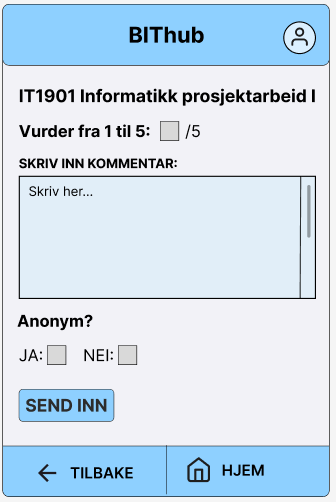 BIThub
IT1901 Informatikk prosjektarbeid I
Vurder fra 1 til 5: /5
SKRIV INN KOMMENTAR:
Skriv her...
Anonym?
JA: NEI:
SEND INN
TILBAKE HJEM